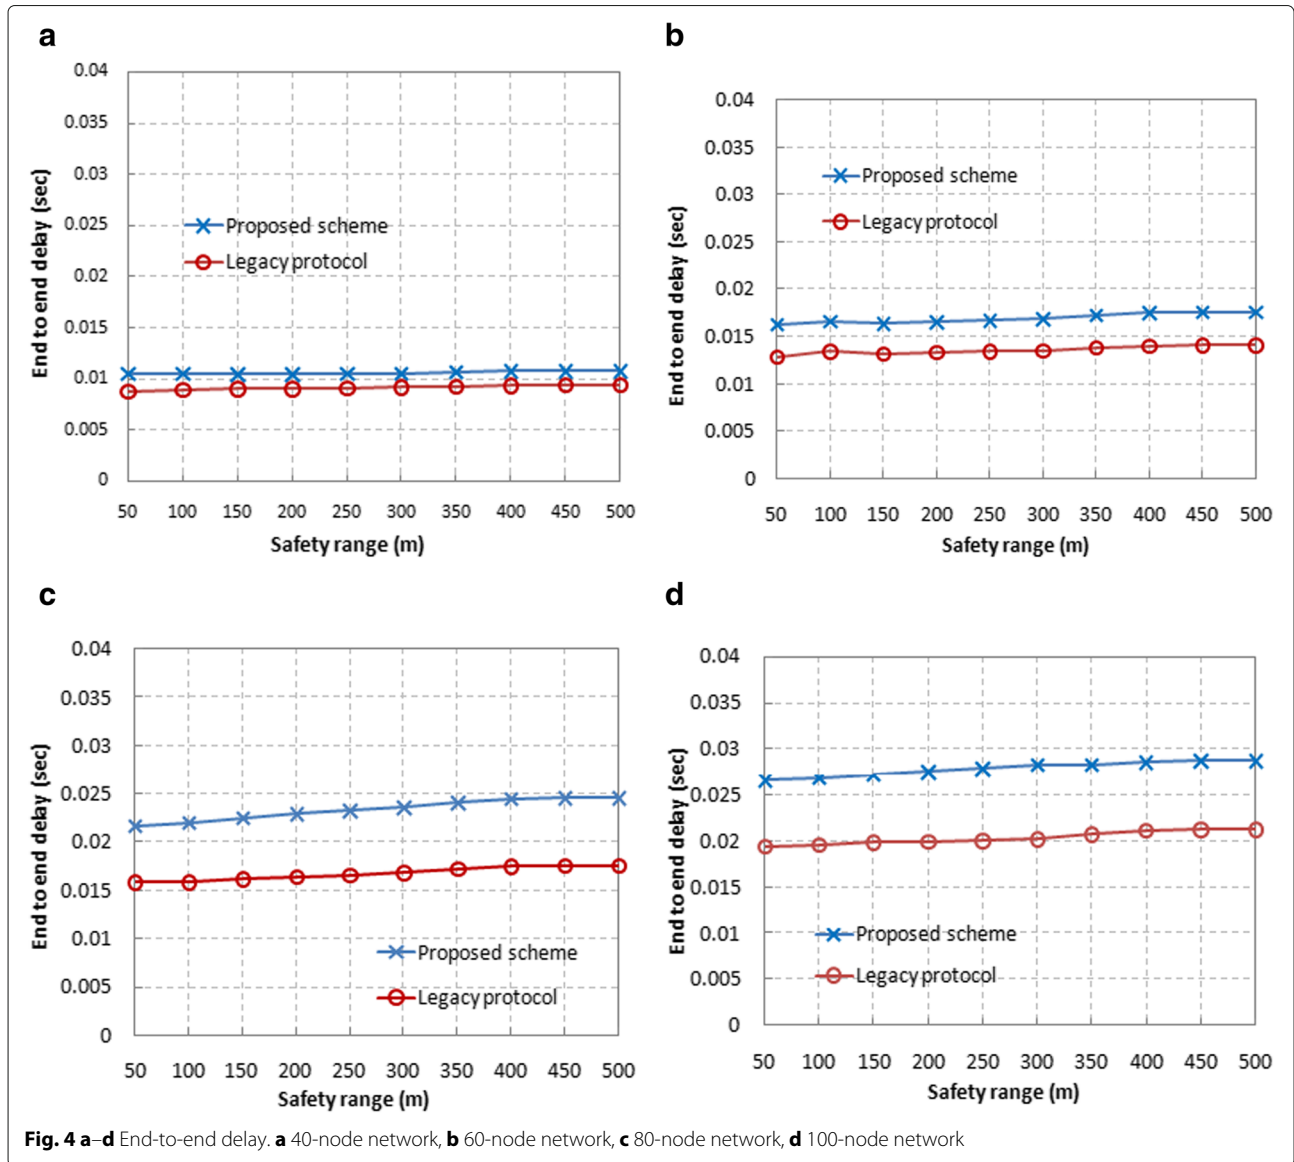 a
0.04
0.035
0.03
0.025
0.02
0.015
0.01
0.005
0
End to end delay (sec)
Proposed scheme
Legacy protocol
50 100 150 200 250 300 350 400 450 500
Safety range (m)
b
0.04
0.035
0.03
0.025
0.02
0.015
0.01
0.005
0
End to end delay (sec)
Proposed scheme
Legacy protocol
50 100 150 200 250 300 350 400 450 500
Safety range (m)
c
0.04
0.035
0.03
0.025
0.02
0.015
0.01
0.005
0
End to end delay (sec)
Proposed scheme
Legacy protocol
50 100 150 200 250 300 350 400 450 500
Safety range (m)
d
0.04
0.035
0.03
0.025
0.02
0.015
0.01
0.005
0
End to end delay (sec)
Proposed scheme
Legacy protocol
50 100 150 200 250 300 350 400 450 500
Safety range (m)
Fig. 4 a–d End-to-end delay. a 40-node network, b 60-node network, c 80-node network, d 100-node network